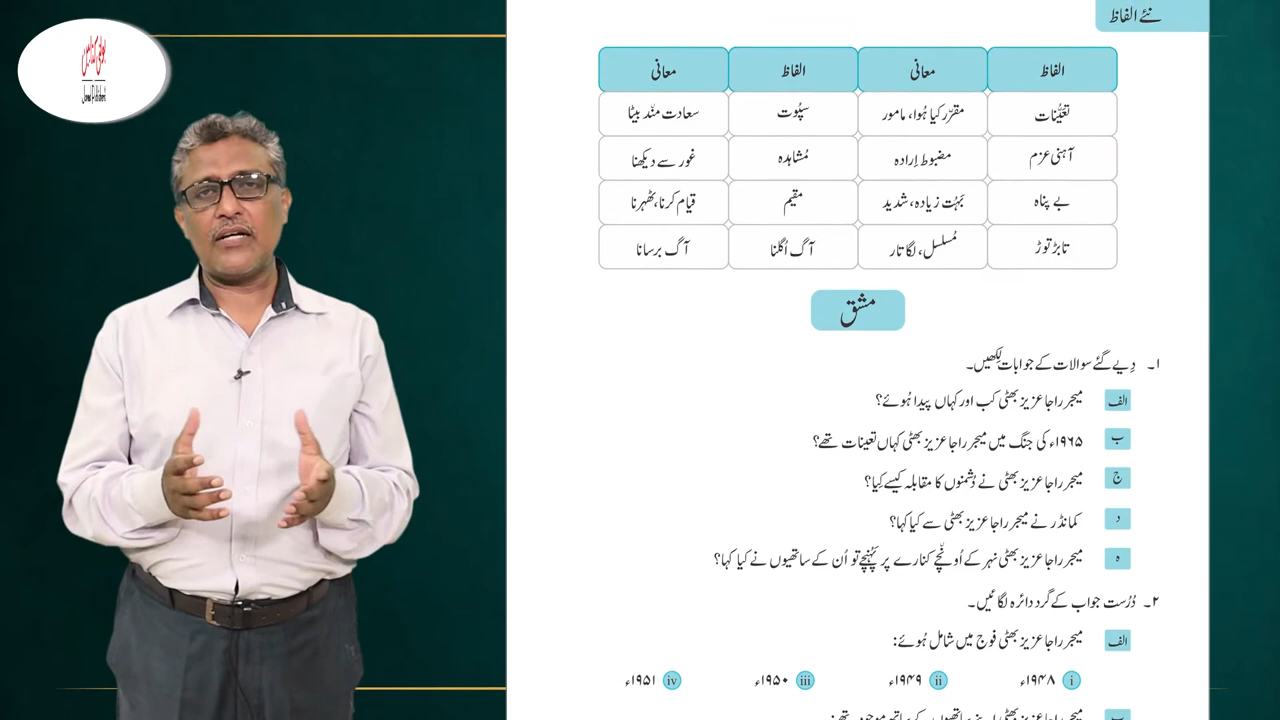 نئے الفاظ
الفاظ معانی الفاظ معانی
تعیُّنات مقرّر کیا ہُوا، مامور سپُوت سعادت مند بیٹا
آہنی عزم مضبوط اِرادہ مُشاہدہ غور سے دیکھنا
بے پناہ بہُت زیادہ، شدید مقیم قیام کرنا، ٹھہرنا
تابڑ توڑ مُسلسل، لگاتار آگ اُگلنا آگ برسانا
مشق
۱۔ دِیے گئے سوالات کے جوابات لِکھیں۔
الف میجر راجا عزیز بھٹی کب اور کہاں پیدا ہُوئے؟
ب ۱۹۶۵ء کی جنگ میں میجر راجا عزیز بھٹی کہاں تعینات تھے؟
ج میجر راجا عزیز بھٹی نے دُشمنوں کا مقابلہ کیسے کِیا؟
د کمانڈر نے میجر راجا عزیز بھٹی سے کیا کہا؟
ہ میجر راجا عزیز بھٹی نہر کے اُونچے کنارے پر پہُنچے تو اُن کے ساتھیوں نے کیا کہا؟
۲۔ دُرُست جواب کے گرد دائرہ لگائیں۔
الف میجر راجا عزیز بھٹی فوج میں شامل ہُوئے:
i ۱۹۴۸ء ii ۱۹۴۹ء iii ۱۹۵۰ء iv ۱۹۵۱ء